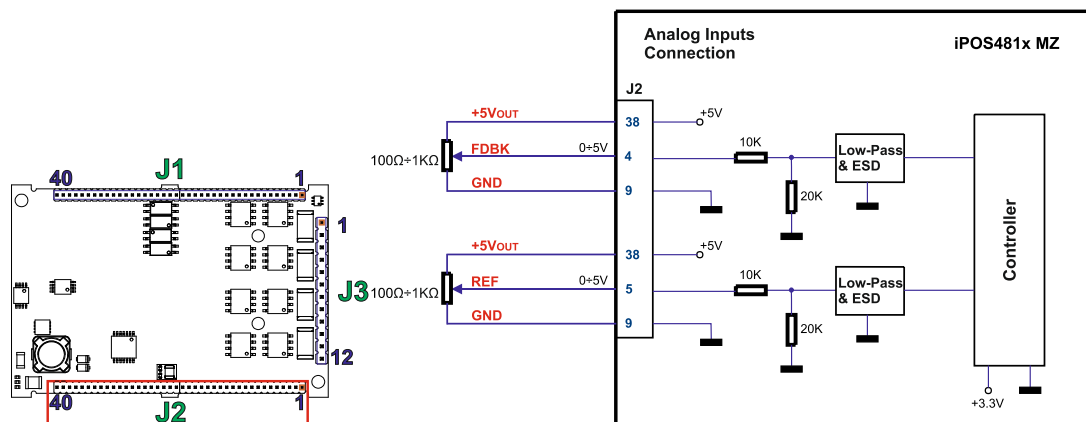 J1
40
1
1
J3
12
40
J2
1
Analog Inputs
Connection
iPOS481x MZ
J2
+5VOUT
38
+5V
100Ω÷1KΩ
FDBK
0÷5V
4
10K
Low-Pass
& ESD
20K
GND
9
+5VOUT
38
+5V
100Ω÷1KΩ
REF
0÷5V
5
10K
Low-Pass
& ESD
20K
GND
9
Controller
+3.3V